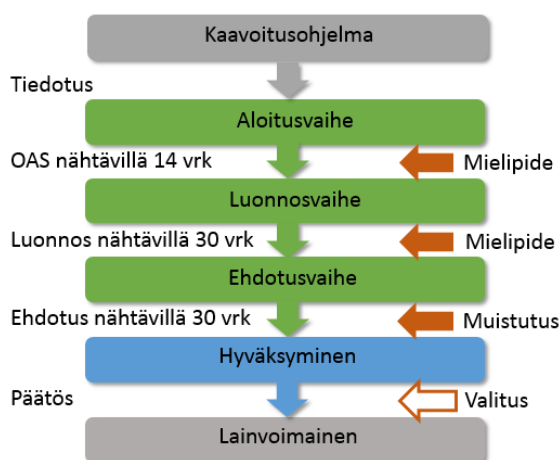 Kaavoitusohjelma
Tiedotus
Aloitusvaihe
OAS nähtävillä 14 vrk
Mielipide
Luonnosvaihe
Luonnos nähtävillä 30 vrk
Mielipide
Ehdotusvaihe
Ehdotus nähtävillä 30 vrk
Muistutus
Hyväksyminen
Päätös
Valitus
Lainvoimainen